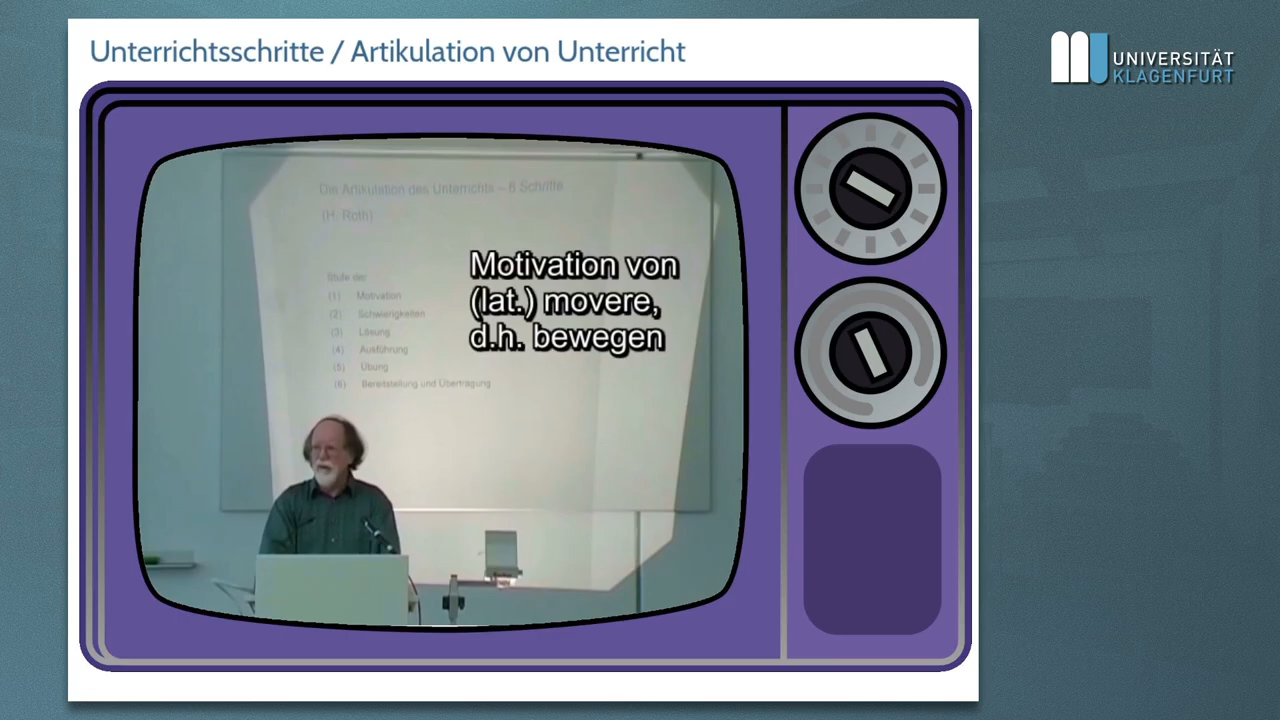 Unterrichtsschritte / Artikulation von Unterricht
UNIVERSITÄT
KLAGENFURT
Die Artikulation des Unterrichts – 6 Schritte
(H. Roth)
Motivation von
(lat.) movere,
d.h. bewegen
Stufe der:
(1) Motivation
(2) Schwierigkeiten
(3) Lösung
(4) Ausführung
(5) Übung
(6) Bereitstellung und Übertragung